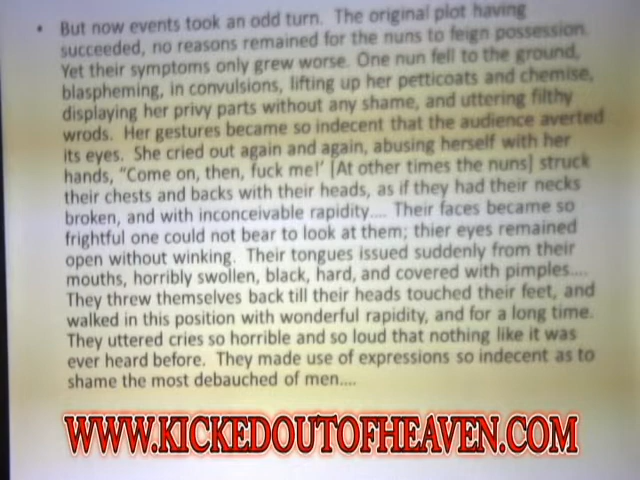 • But now events took an odd turn. The original plot having
succeeded, no reasons remained for the nuns to feign possession.
Yet their symptoms only grew worse. One nun fell to the ground,
blaspheming, in convulsions, lifting up her petticoats and chemise,
displaying her privy parts without any shame, and uttering filthy
wrods. Her gestures became so indecent that the audience averted
its eyes. She cried out again and again, abusing herself with her
hands, “Come on, then, fuck me!’ [At other times the nuns] struck
their chests and backs with their heads, as if they had their necks
broken, and with inconceivable rapidity.... Their faces became so
frightful one could not bear to look at them; thier eyes remained
open without winking. Their tongues issued suddenly from their
mouths, horribly swollen, black, hard, and covered with pimples....
They threw themselves back till their heads touched their feet, and
walked in this position with wonderful rapidity, and for a long time.
They uttered cries so horrible and so loud that nothing like it was
ever heard before. They made use of expressions so indecent as to
shame the most debauched of men....
WWW.KICKEDOUTOFHEAVEN.COM